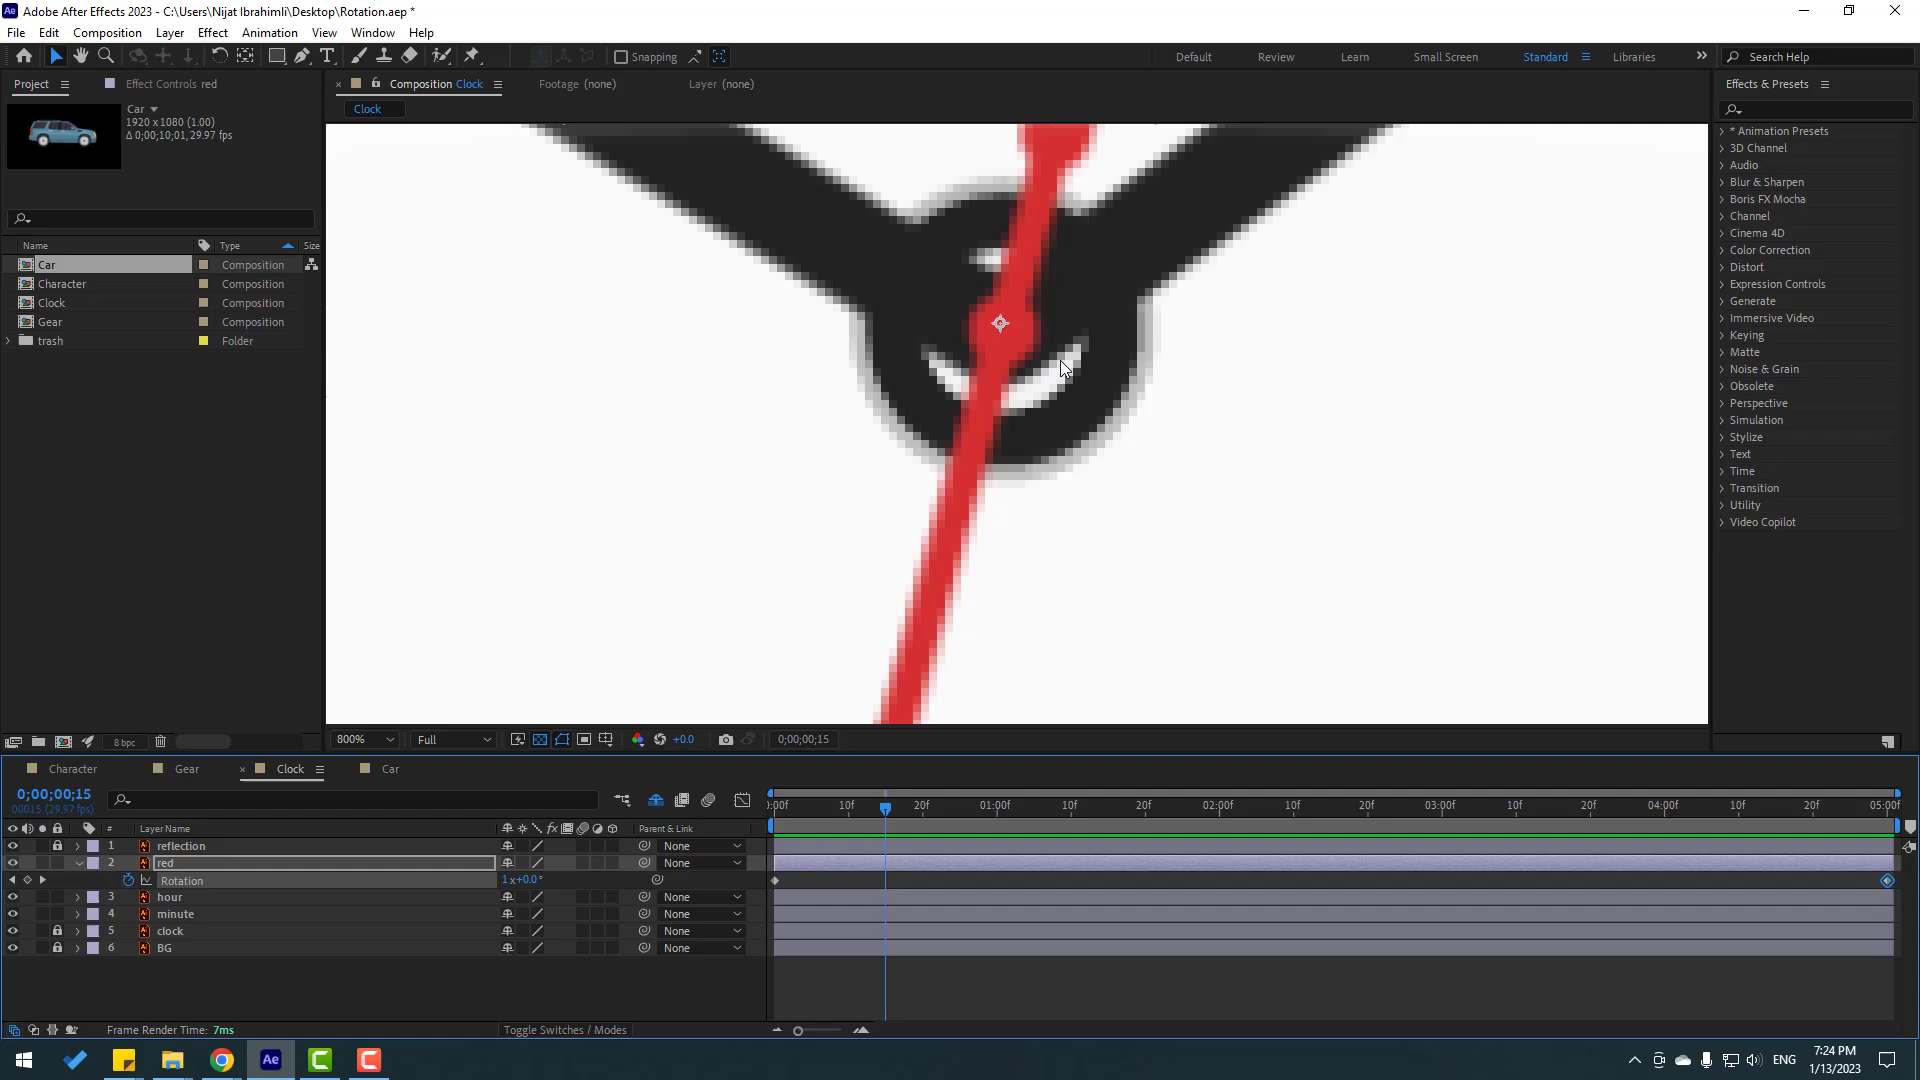 Ae Adobe After Effects 2023 - C:\Users\Nijat Ibrahimli\Desktop\Rotation.aep *
File Edit Composition Layer Effect Animation View Window Help
Snapping Default Review Learn Small Screen Standard Libraries Search Help
Project Effect Controls red Composition Clock Footage (none) Layer (none) Effects & Presets
Clock
Car
1920 x 1080 (1.00)
Δ 0;00;10;01, 29.97 fps
Name Type Size
Car Composition
Character Composition
Clock Composition
Gear Composition
trash Folder
* Animation Presets
3D Channel
Audio
Blur & Sharpen
Boris FX Mocha
Channel
Cinema 4D
Color Correction
Distort
Expression Controls
Generate
Immersive Video
Keying
Matte
Noise & Grain
Obsolete
Perspective
Simulation
Stylize
Text
Time
Transition
Utility
Video Copilot
8 bpc 800% Full +0.0 0;00;00;15
Character Gear Clock Car
0;00;00;15
00015 (29.97 fps)
):00f 10f 20f 01:00f 10f 20f 02:00f 10f 20f 03:00f 10f 20f 04:00f 10f 20f 05:00f
# Layer Name fx Parent & Link
1 Ai reflection None
2 Ai red None
Rotation 1x+0.0°
3 Ai hour None
4 Ai minute None
5 Ai clock None
6 Ai BG None
Frame Render Time: 7ms Toggle Switches / Modes
Ae C C ENG 7:24 PM
1/13/2023